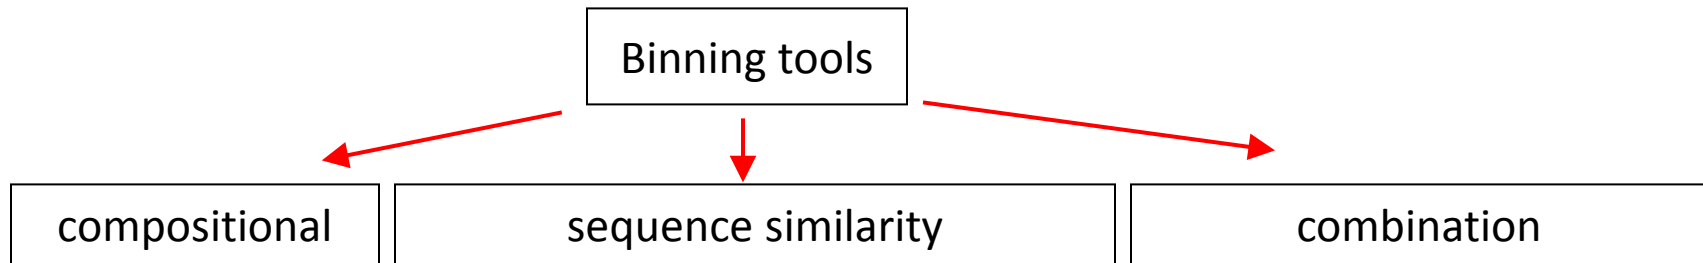 Binning tools
compositional
sequence similarity
combination